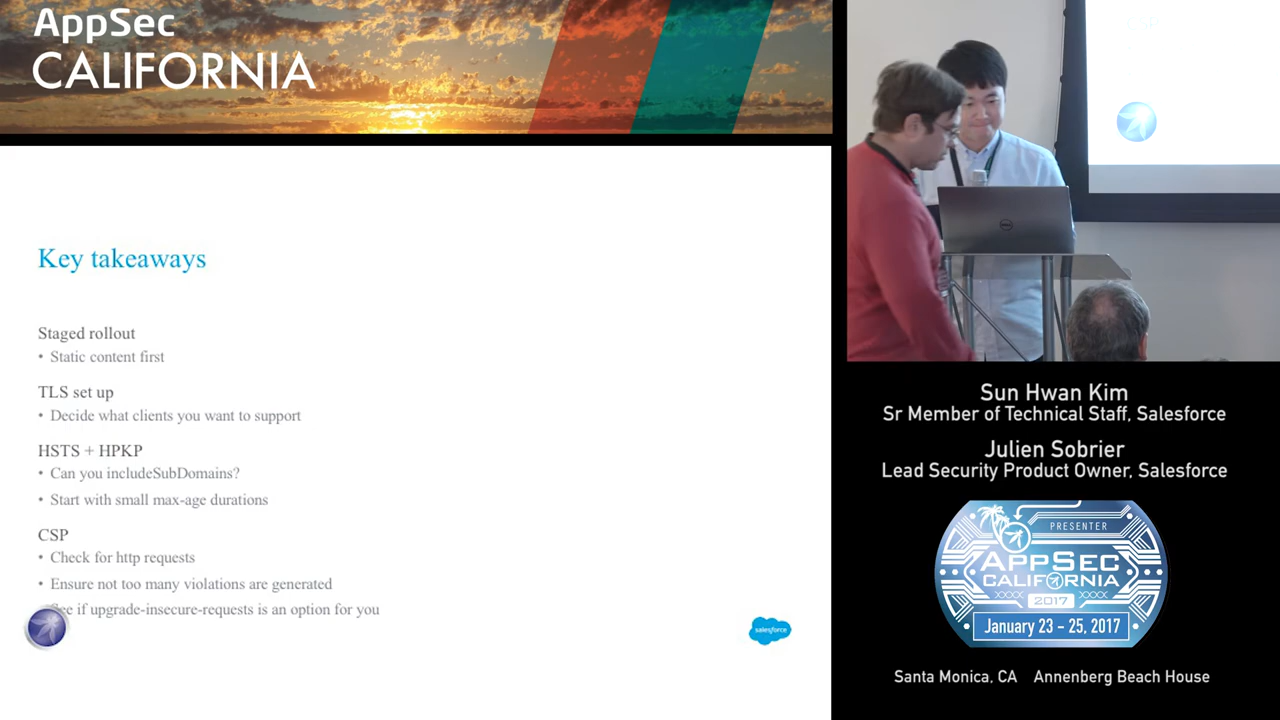 AppSec
CALIFORNIA
Key takeaways
Staged rollout
• Static content first
TLS set up
• Decide what clients you want to support
HSTS + HPKP
• Can you includeSubDomains?
• Start with small max-age durations
CSP
• Check for http requests
• Ensure not too many violations are generated
See if upgrade-insecure-requests is an option for you
salesforce
Sun Hwan Kim
Sr Member of Technical Staff, Salesforce
Julien Sobrier
Lead Security Product Owner, Salesforce
PRESENTER
APPSEC
CALIFORNIA
2017
January 23 - 25, 2017
Santa Monica, CA Annenberg Beach House